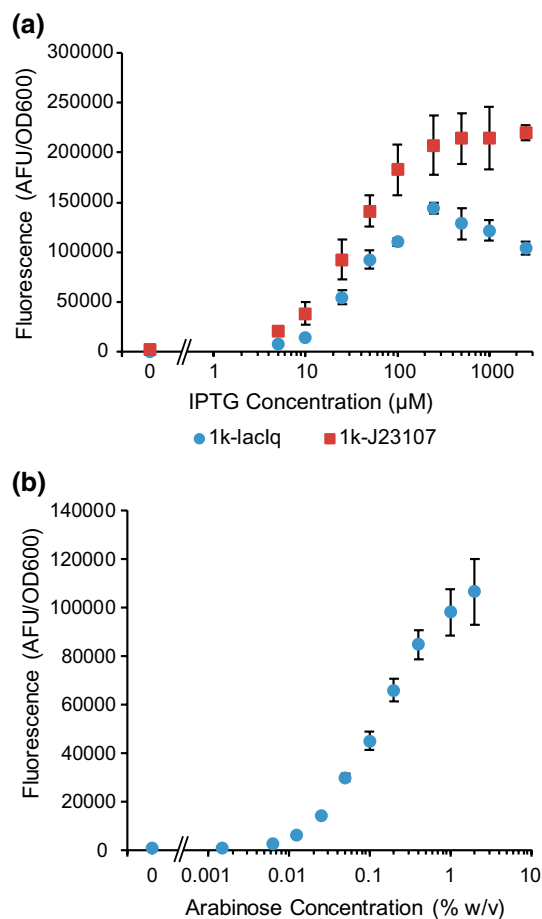 (a)
300000
250000
200000
150000
100000
50000
0
Fluorescence (AFU/OD600)
0 1 10 100 1000
IPTG Concentration (µM)
1k-lacIq 1k-J23107
(b)
140000
120000
100000
80000
60000
40000
20000
0
Fluorescence (AFU/OD600)
0 0.001 0.01 0.1 1 10
Arabinose Concentration (% w/v)